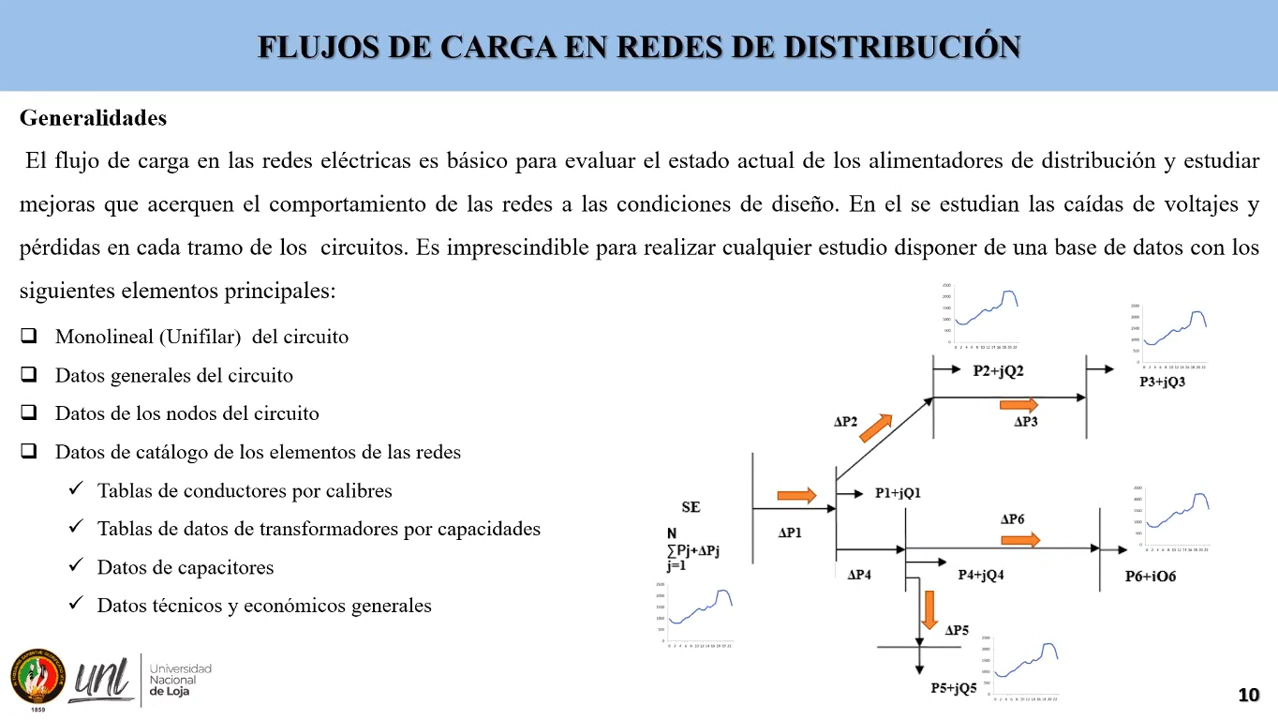 FLUJOS DE CARGA EN REDES DE DISTRIBUCIÓN
Generalidades
El flujo de carga en las redes eléctricas es básico para evaluar el estado actual de los alimentadores de distribución y estudiar
mejoras que acerquen el comportamiento de las redes a las condiciones de diseño. En el se estudian las caídas de voltajes y
pérdidas en cada tramo de los circuitos. Es imprescindible para realizar cualquier estudio disponer de una base de datos con los
siguientes elementos principales:
Monolineal (Unifilar) del circuito
Datos generales del circuito
Datos de los nodos del circuito
Datos de catálogo de los elementos de las redes
✓ Tablas de conductores por calibres
✓ Tablas de datos de transformadores por capacidades
✓ Datos de capacitores
✓ Datos técnicos y económicos generales
P2+jQ2
P3+jQ3
ΔP2
ΔP3
P1+jQ1
SE
ΔP1
N
∑Pj+ΔPj
j=1
ΔP6
ΔP4
P4+jQ4
P6+iO6
ΔP5
P5+jQ5
1859
unl
Universidad
Nacional
de Loja
10